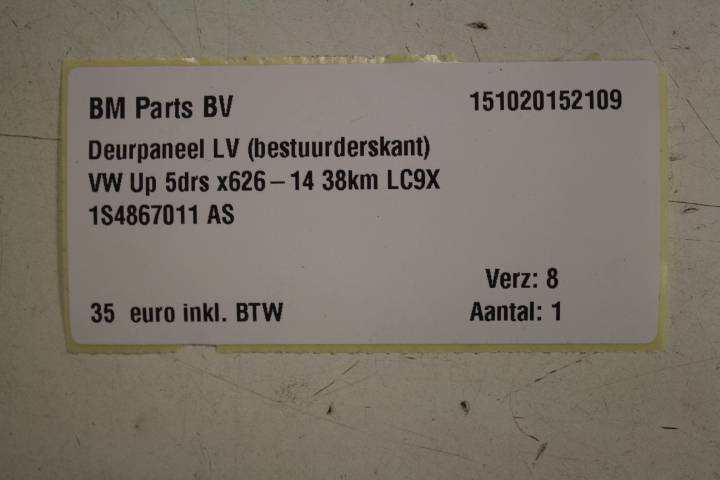 BM Parts BV 151020152109
Deurpaneel LV (bestuurderskant)
VW Up 5drs x626 – 14 38km LC9X
1S4867011 AS
Verz: 8
35 euro inkl. BTW Aantal: 1